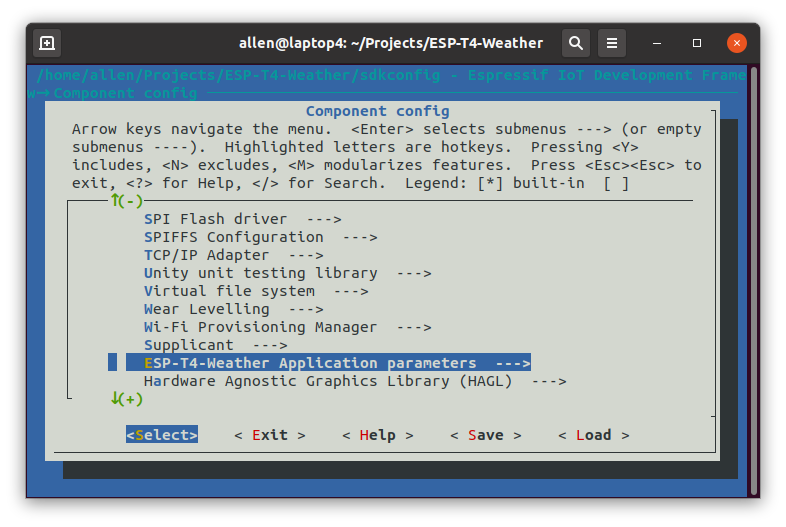 allen@laptop4: ~/Projects/ESP-T4-Weather
/home/allen/Projects/ESP-T4-Weather/sdkconfig - Espressif IoT Development Frame
w→ Component config
Component config
Arrow keys navigate the menu.  <Enter> selects submenus ---> (or empty
submenus ----).  Highlighted letters are hotkeys.  Pressing <Y>
includes, <N> excludes, <M> modularizes features.  Press <Esc><Esc> to
exit, <?> for Help, </> for Search.  Legend: [*] built-in  [ ]
↑(-)
SPI Flash driver  --->
SPIFFS Configuration  --->
TCP/IP Adapter  --->
Unity unit testing library  --->
Virtual file system  --->
Wear Levelling  --->
Wi-Fi Provisioning Manager  --->
Supplicant  --->
ESP-T4-Weather Application parameters  --->
Hardware Agnostic Graphics Library (HAGL)  --->
↓(+)
<Select>    < Exit >    < Help >    < Save >    < Load >